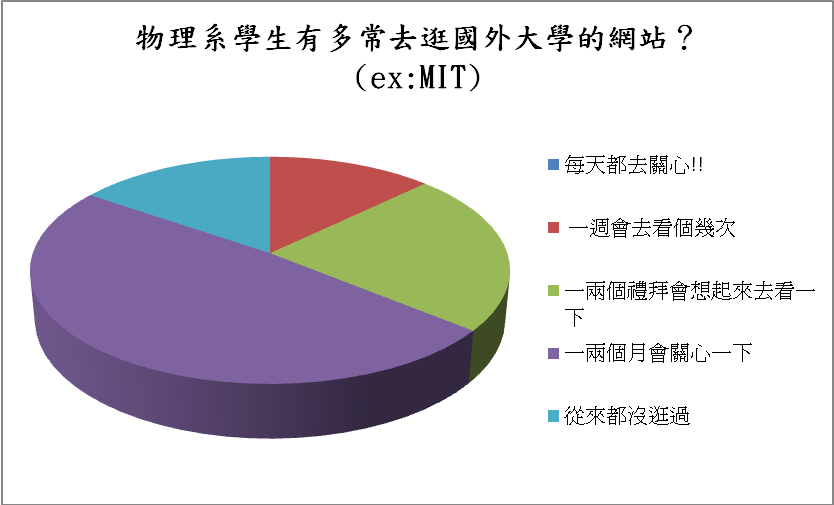 物理系學生有多常去逛國外大學的網站？
(ex:MIT)
每天都去關心!!
一週會去看個幾次
一兩個禮拜會想起來去看一
下
一兩個月會關心一下
從來都沒逛過